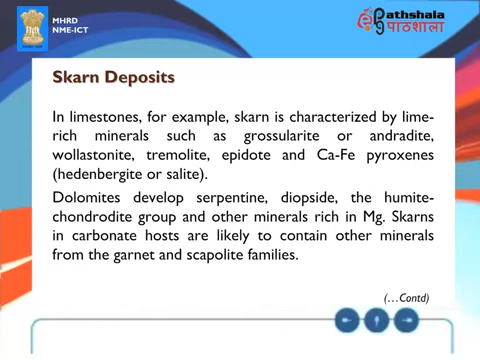 MHRD
NME-ICT
Pathshala
पाठशाला
Skarn Deposits
In limestones, for example, skarn is characterized by lime-
rich minerals such as grossularite or andradite,
wollastonite, tremolite, epidote and Ca-Fe pyroxenes
(hedenbergite or salite).
Dolomites develop serpentine, diopside, the humite-
chondrodite group and other minerals rich in Mg. Skarns
in carbonate hosts are likely to contain other minerals
from the garnet and scapolite families.
(...Contd)